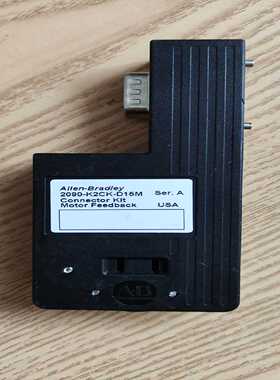 Allen-Bradley
2090-K2CK-D15M Ser. A
Connector Kit
Motor Feedback USA
A-B